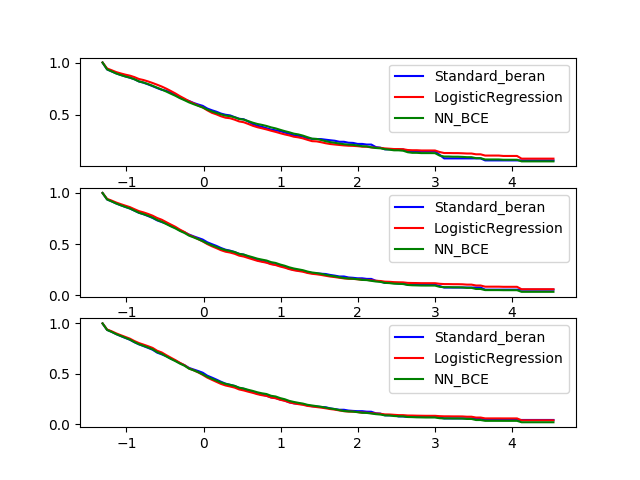 1.0
0.5
Standard_beran
LogisticRegression
NN_BCE
−1 0 1 2 3 4
1.0
0.5
0.0
Standard_beran
LogisticRegression
NN_BCE
−1 0 1 2 3 4
1.0
0.5
0.0
Standard_beran
LogisticRegression
NN_BCE
−1 0 1 2 3 4